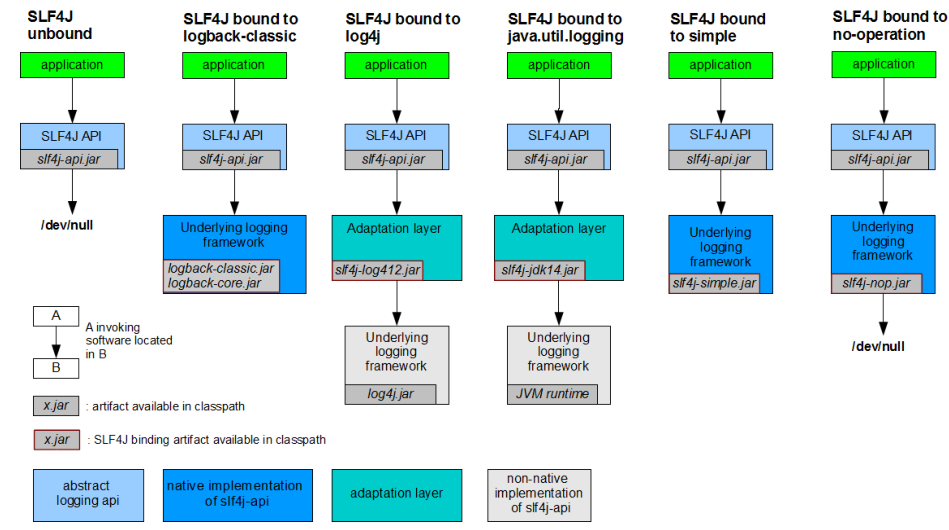 SLF4J
unbound
application
SLF4J API
slf4j-api.jar
/dev/null
SLF4J bound to
logback-classic
application
SLF4J API
slf4j-api.jar
Underlying logging
framework
logback-classic.jar
logback-core.jar
SLF4J bound to
log4j
application
SLF4J API
slf4j-api.jar
Adaptation layer
slf4j-log412.jar
Underlying
logging
framework
log4j.jar
SLF4J bound to
java.util.logging
application
SLF4J API
slf4j-api.jar
Adaptation layer
slf4j-jdk14.jar
Underlying
logging
framework
JVM runtime
SLF4J bound
to simple
application
SLF4J API
slf4j-api.jar
Underlying
logging
framework
slf4j-simple.jar
SLF4J bound to
no-operation
application
SLF4J API
slf4j-api.jar
Underlying
logging
framework
slf4j-nop.jar
/dev/null
A
B
A invoking
software located
in B
x.jar : artifact available in classpath
x.jar : SLF4J binding artifact available in classpath
abstract
logging api
native implementation
of slf4j-api
adaptation layer
non-native
implementation
of slf4j-api